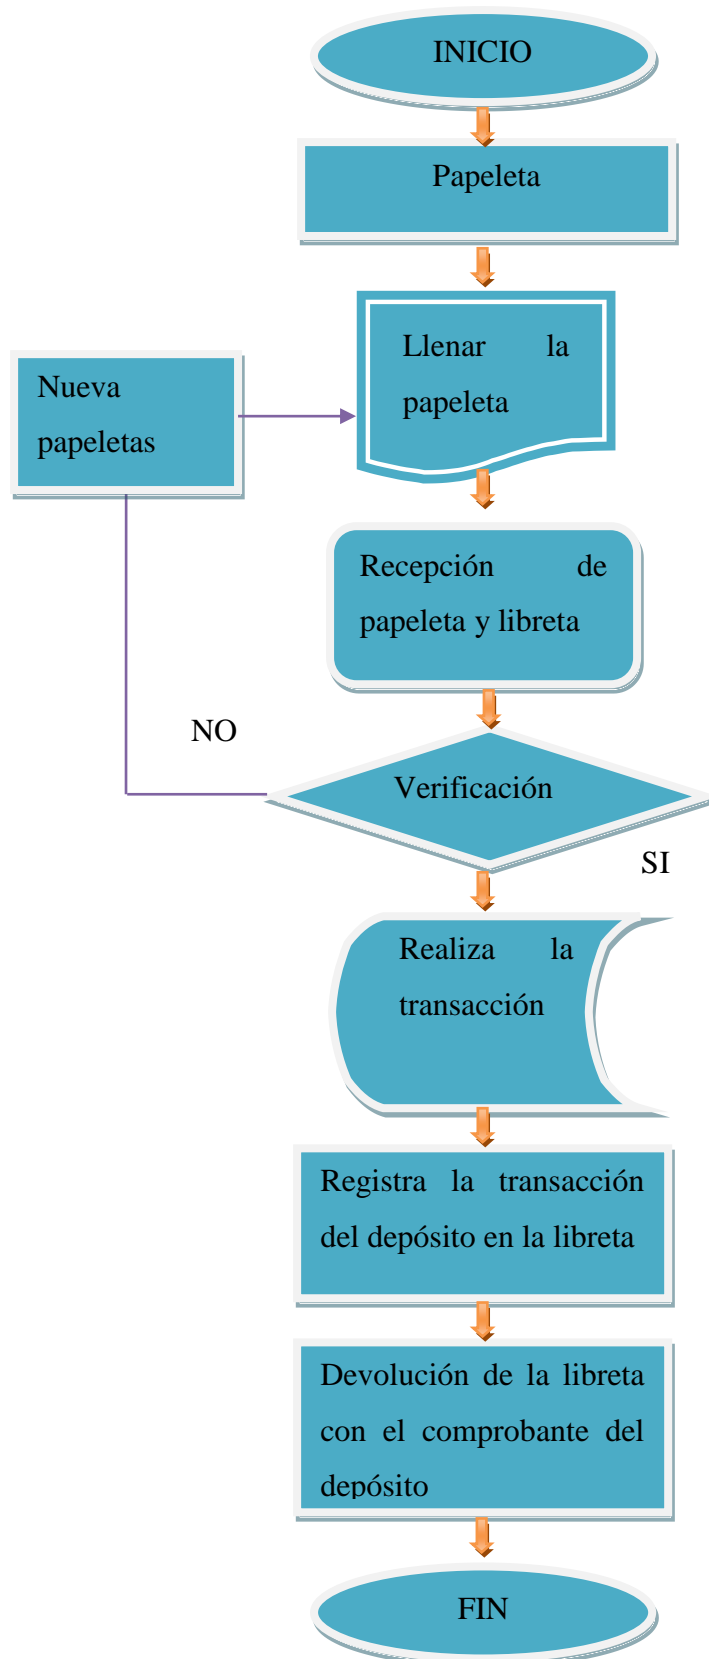 INICIO
Papeleta
Llenar la
papeleta
Nueva
papeletas
Recepción de
papeleta y libreta
NO
Verificación
SI
Realiza la
transacción
Registra la transacción
del depósito en la libreta
Devolución de la libreta
con el comprobante del
depósito
FIN